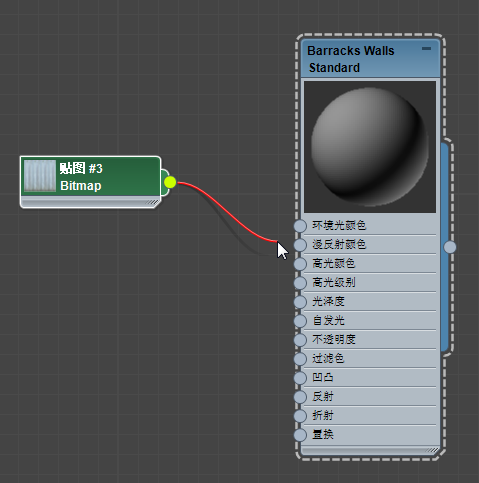 Barracks Walls
Standard
贴图 #3
Bitmap
环境光颜色
漫反射颜色
高光颜色
高光级别
光泽度
自发光
不透明度
过滤色
凹凸
反射
折射
置换